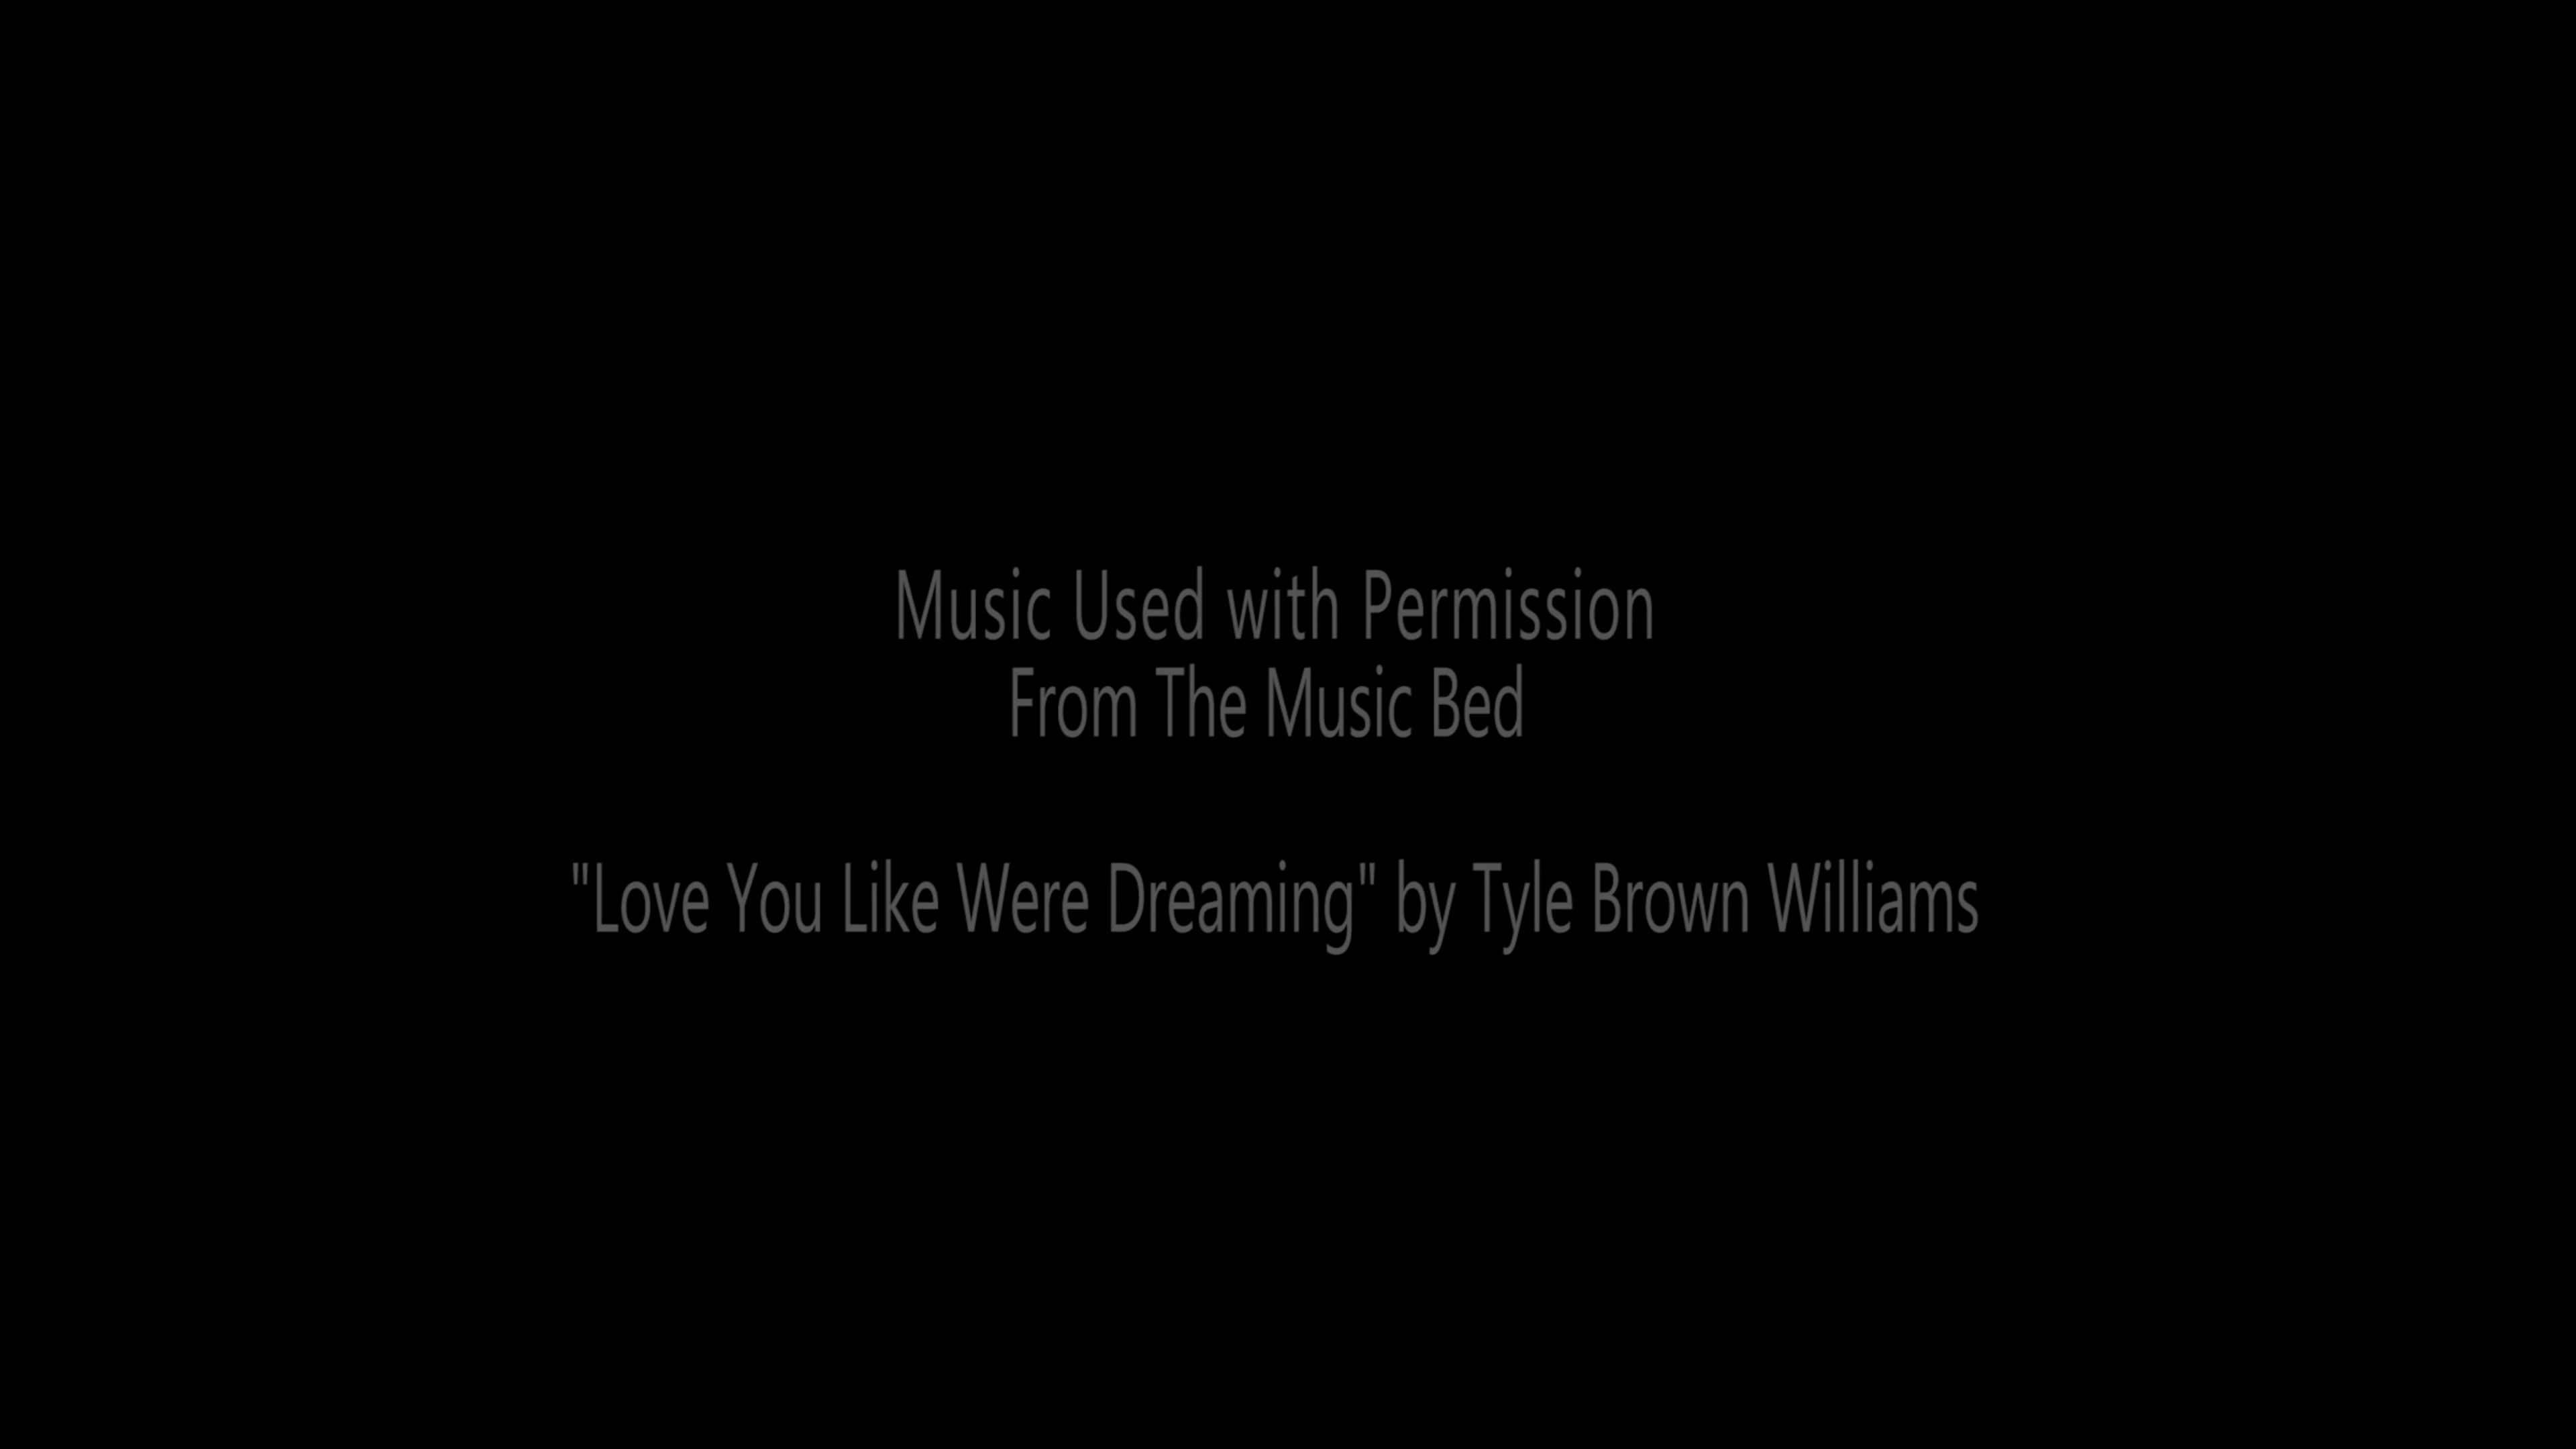 Music Used with Permission
From The Music Bed
"Love You Like Were Dreaming" by Tyle Brown Williams